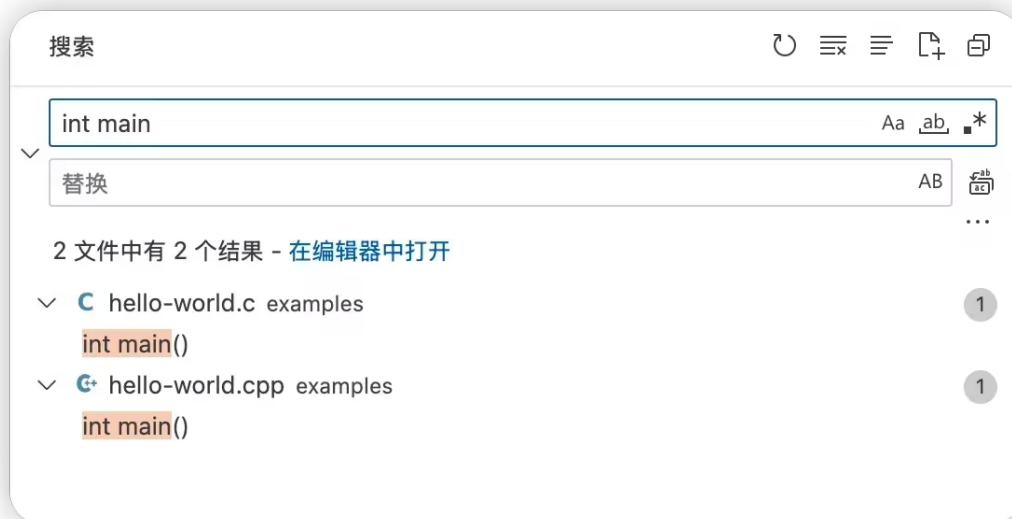 搜索
int main Aa ab .*
替换 AB
ab
ac
...
2 文件中有 2 个结果 - 在编辑器中打开
C hello-world.c examples 1
int main()
C++ hello-world.cpp examples 1
int main()